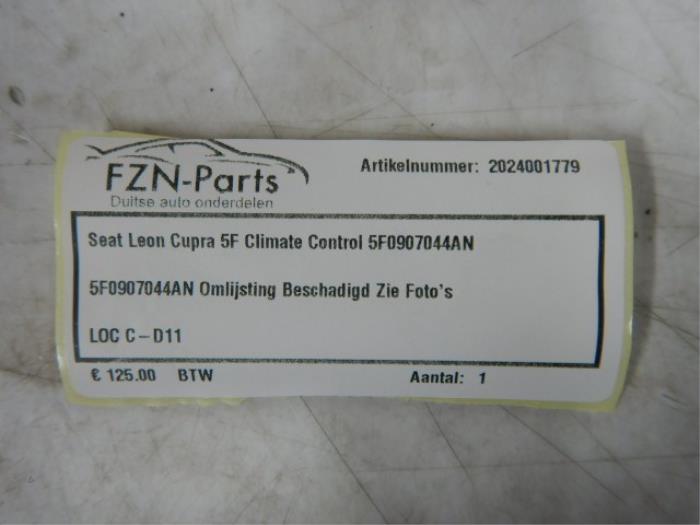 FZN-Parts
Duitse auto onderdelen
Artikelnummer: 2024001779
Seat Leon Cupra 5F Climate Control 5F0907044AN
5F0907044AN Omlijsting Beschadigd Zie Foto's
LOC C-D11
€ 125.00 BTW
Aantal: 1